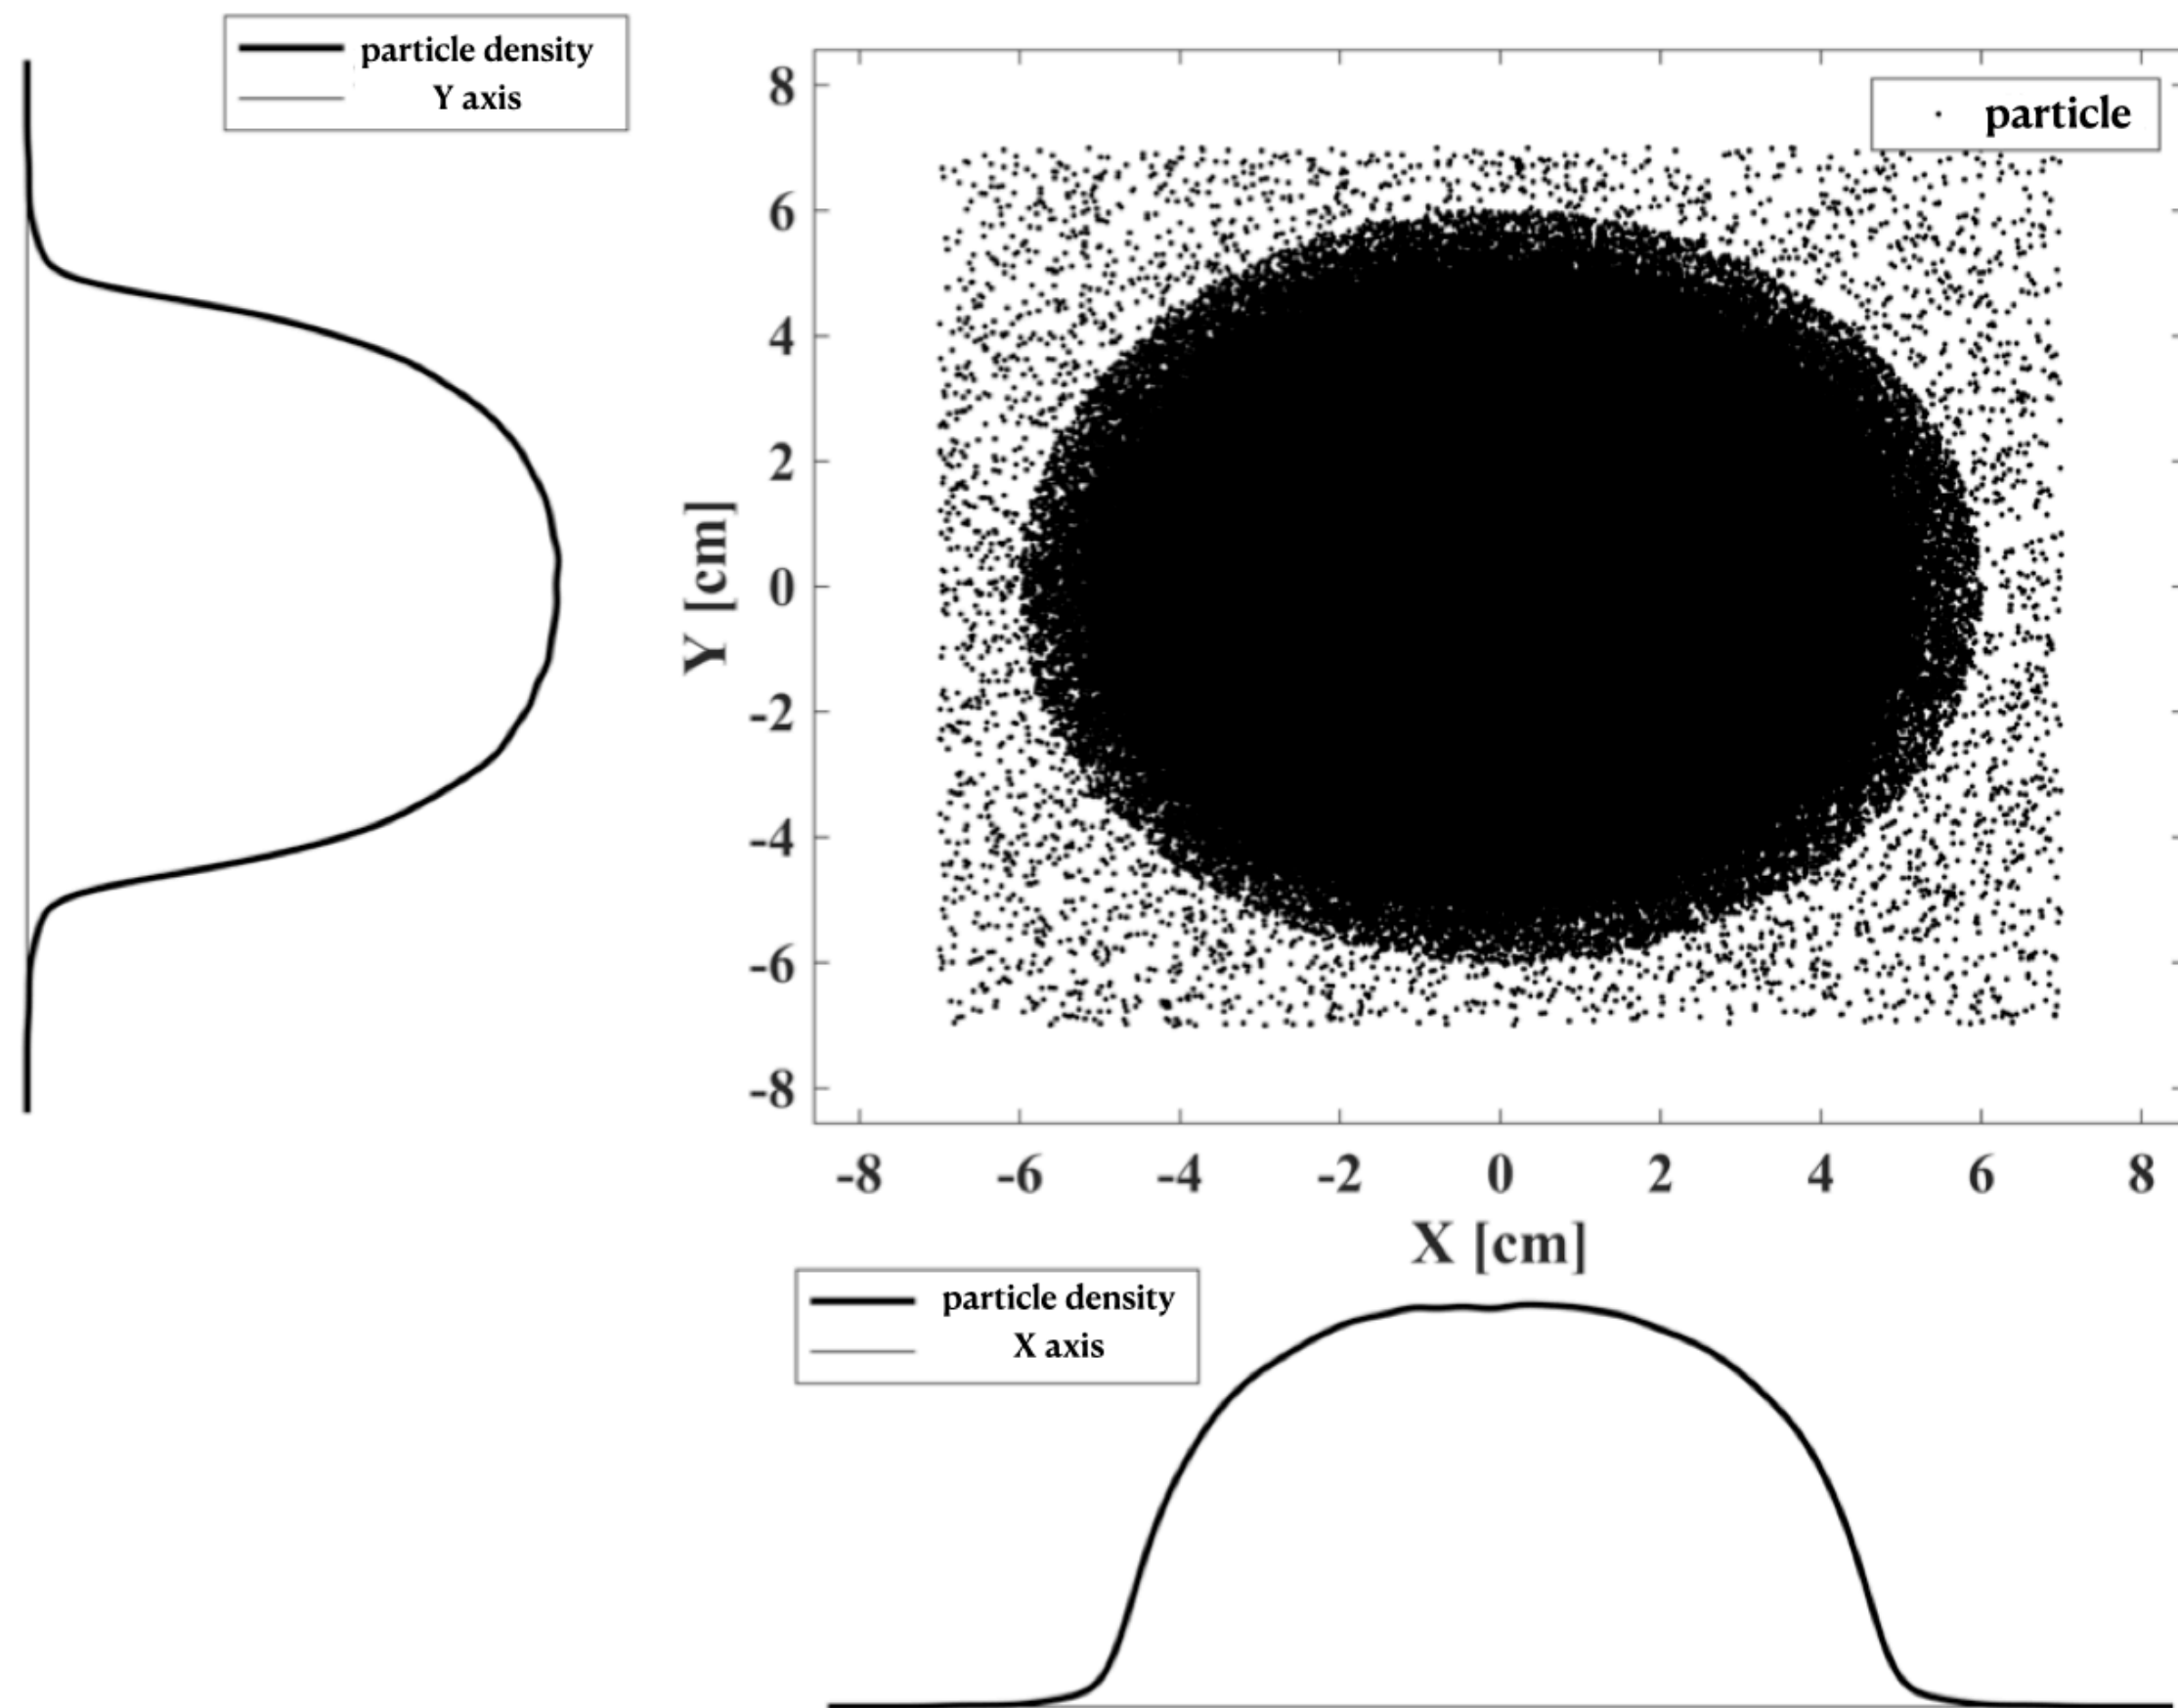 particle density
Y axis
particle
8
6
4
2
0
-2
-4
-6
-8
Y [cm]
-8 -6 -4 -2 0 2 4 6 8
X [cm]
particle density
X axis